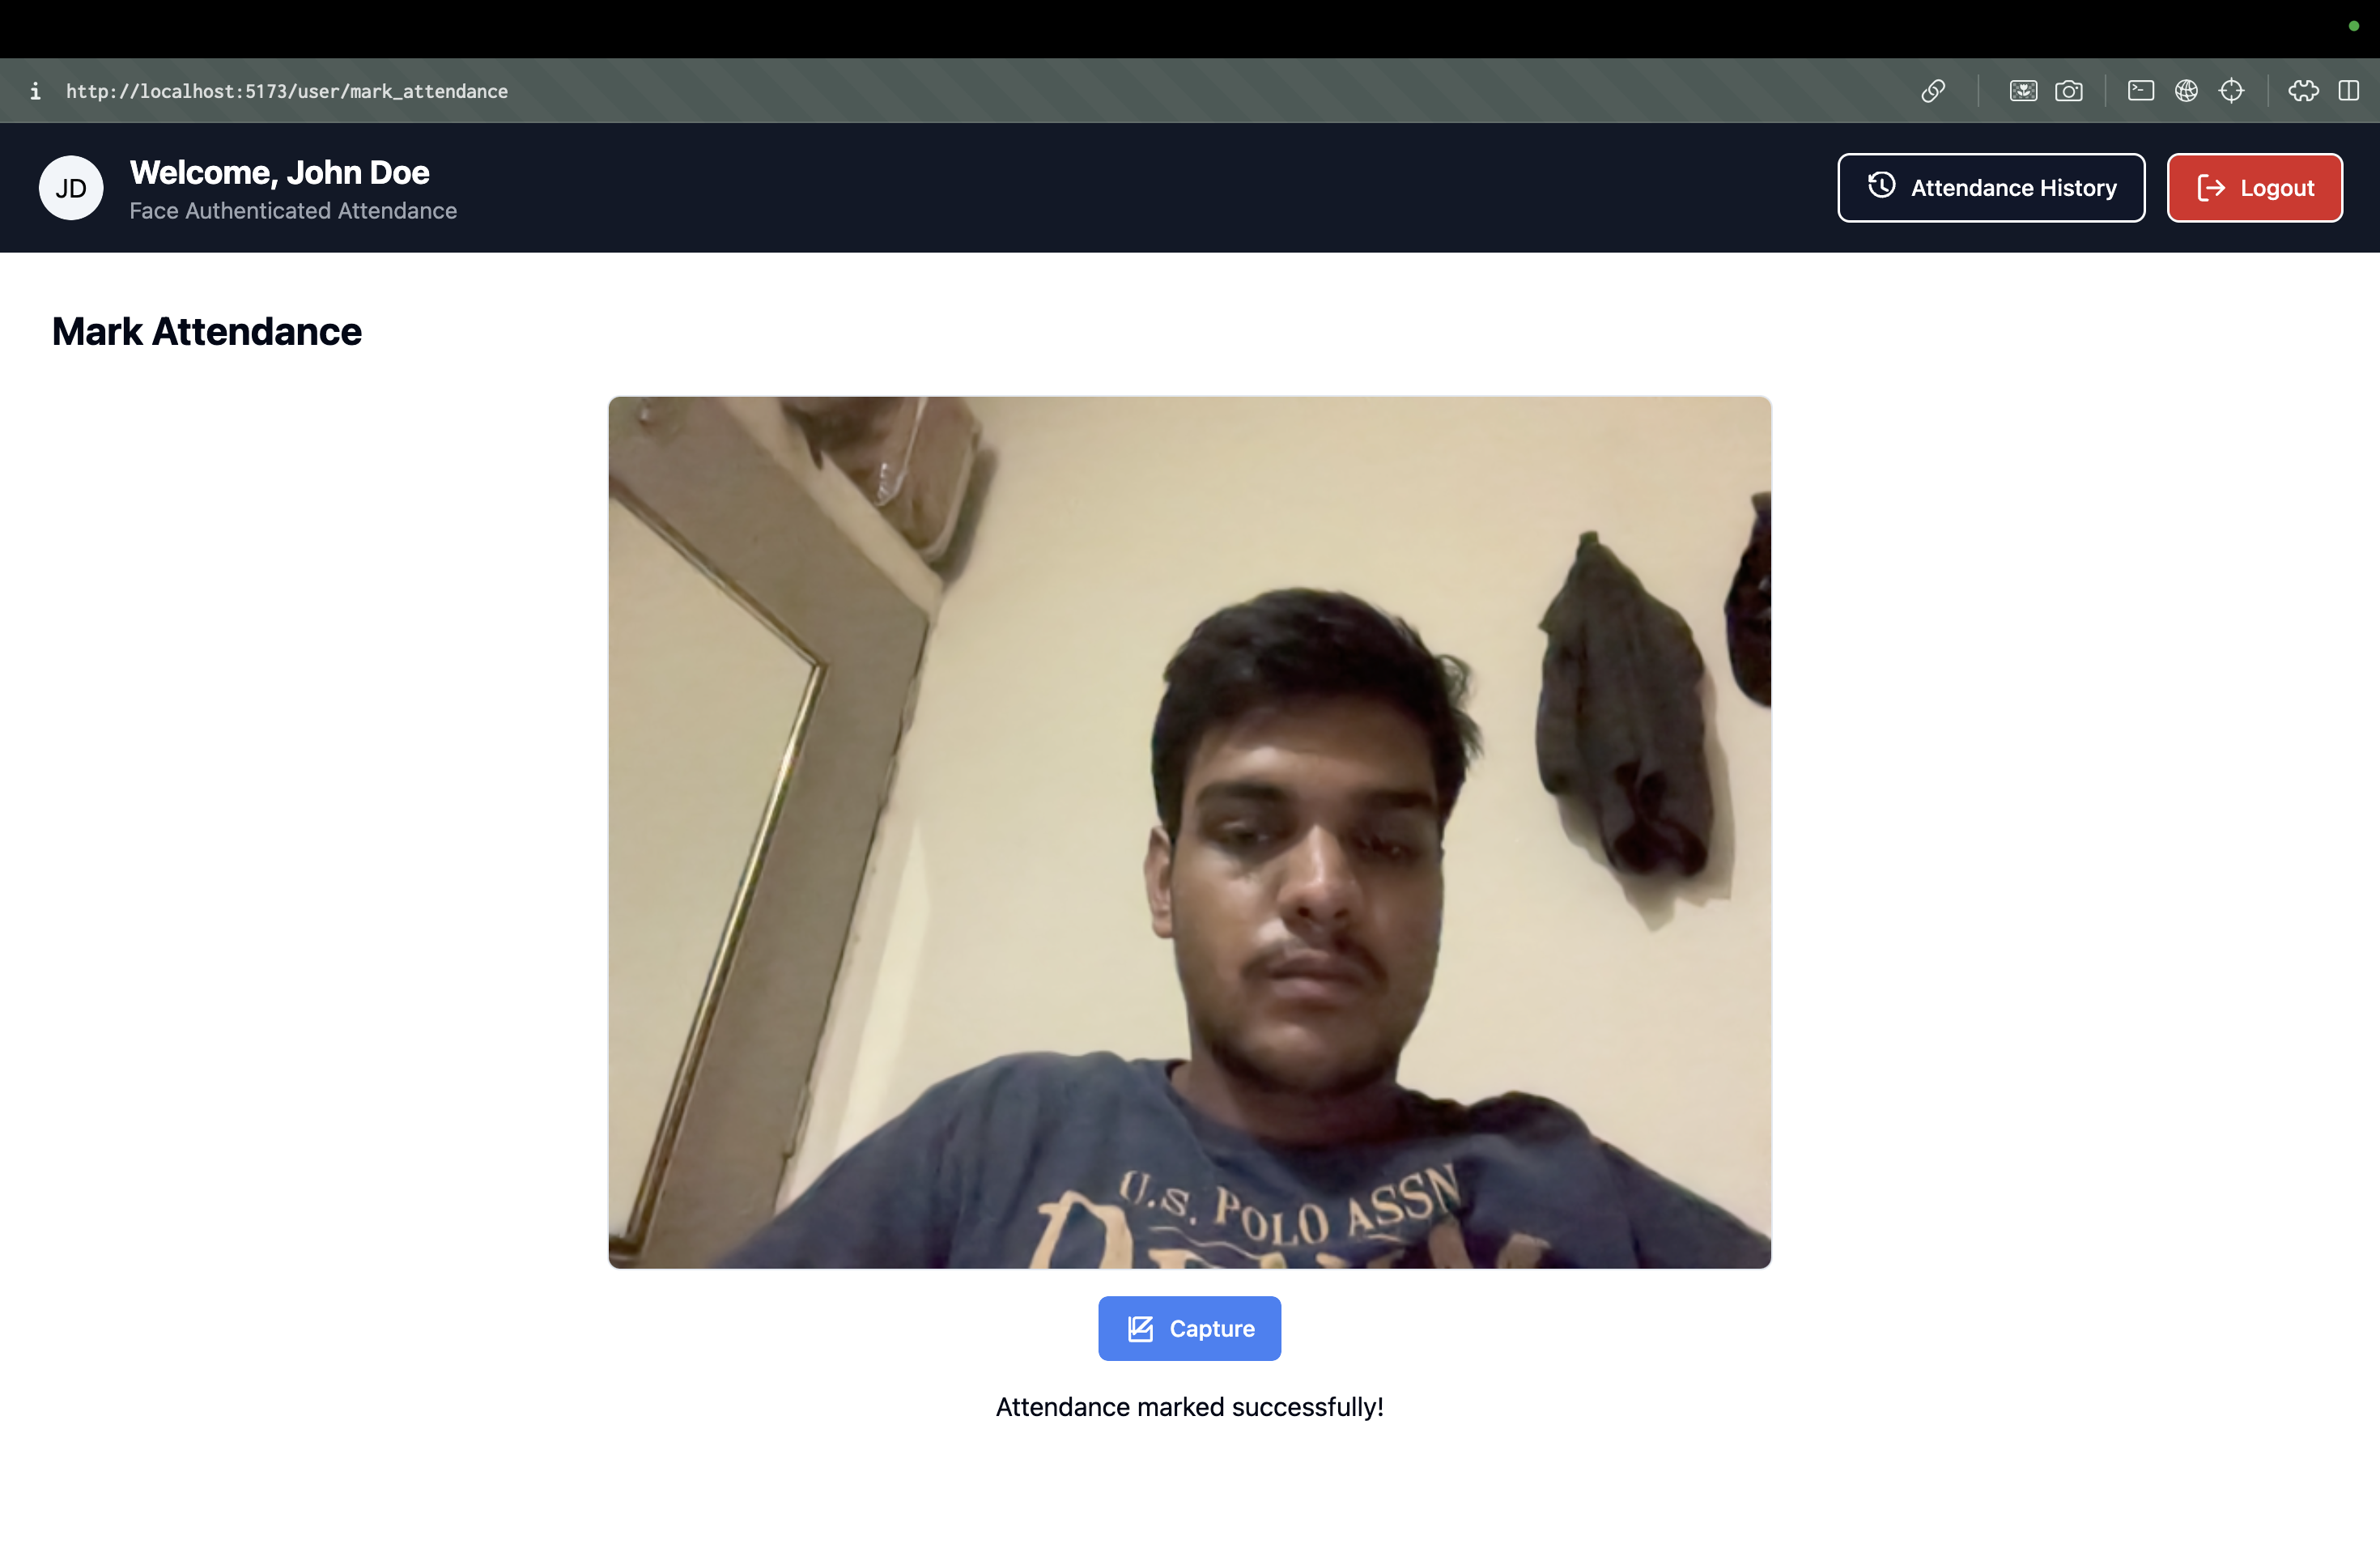 http://localhost:5173/user/mark_attendance
JD
Welcome, John Doe
Face Authenticated Attendance
Attendance History
Logout
Mark Attendance
U.S. POLO ASSN
Capture
Attendance marked successfully!